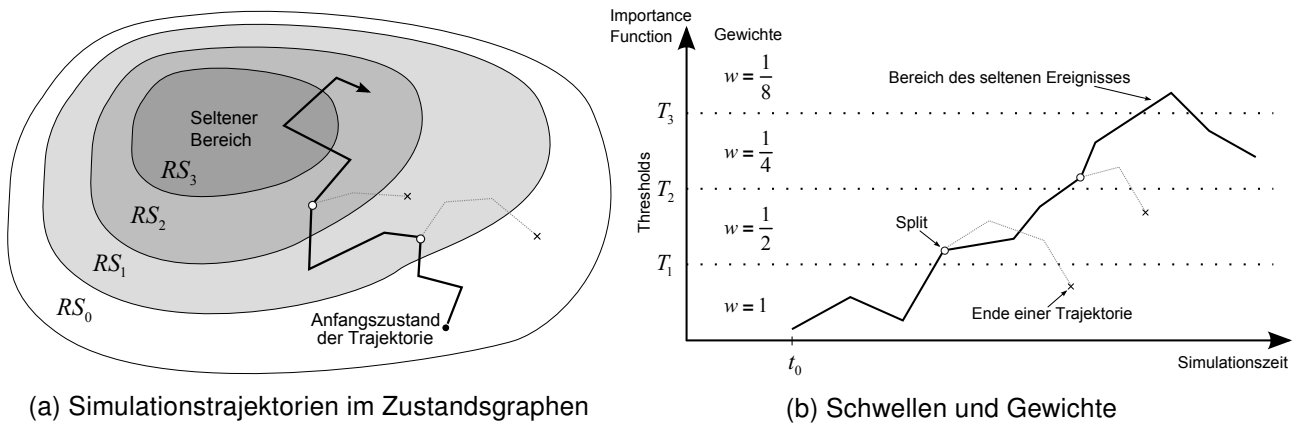 Seltener
Bereich
RS₃
RS₂
RS₁
RS₀
Anfangszustand
der Trajektorie
(a) Simulationstrajektorien im Zustandsgraphen
Importance
Function
Gewichte
w = 1/8
Bereich des seltenen Ereignisses
T₃
w = 1/4
Thresholds
T₂
w = 1/2
Split
T₁
w = 1
Ende einer Trajektorie
t₀
Simulationszeit
(b) Schwellen und Gewichte